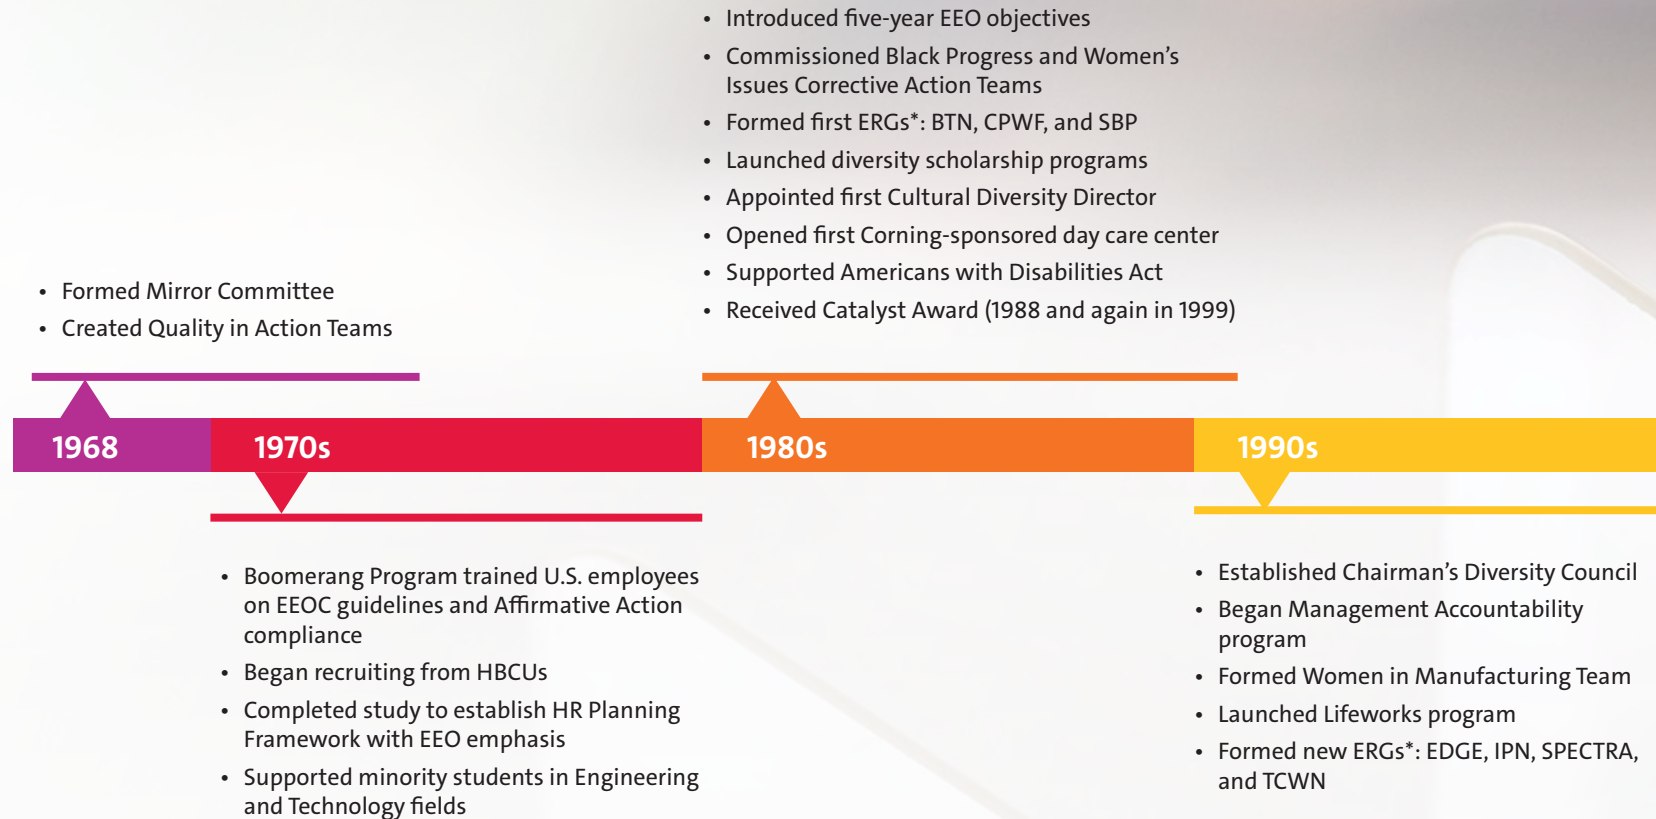 • Introduced five-year EEO objectives
• Commissioned Black Progress and Women’s
Issues Corrective Action Teams
• Formed first ERGs*: BTN, CPWF, and SBP
• Launched diversity scholarship programs
• Appointed first Cultural Diversity Director
• Opened first Corning-sponsored day care center
• Supported Americans with Disabilities Act
• Received Catalyst Award (1988 and again in 1999)
• Formed Mirror Committee
• Created Quality in Action Teams
1968
1970s
1980s
1990s
• Boomerang Program trained U.S. employees
on EEOC guidelines and Affirmative Action
compliance
• Began recruiting from HBCUs
• Completed study to establish HR Planning
Framework with EEO emphasis
• Supported minority students in Engineering
and Technology fields
• Established Chairman’s Diversity Council
• Began Management Accountability
program
• Formed Women in Manufacturing Team
• Launched Lifeworks program
• Formed new ERGs*: EDGE, IPN, SPECTRA,
and TCWN